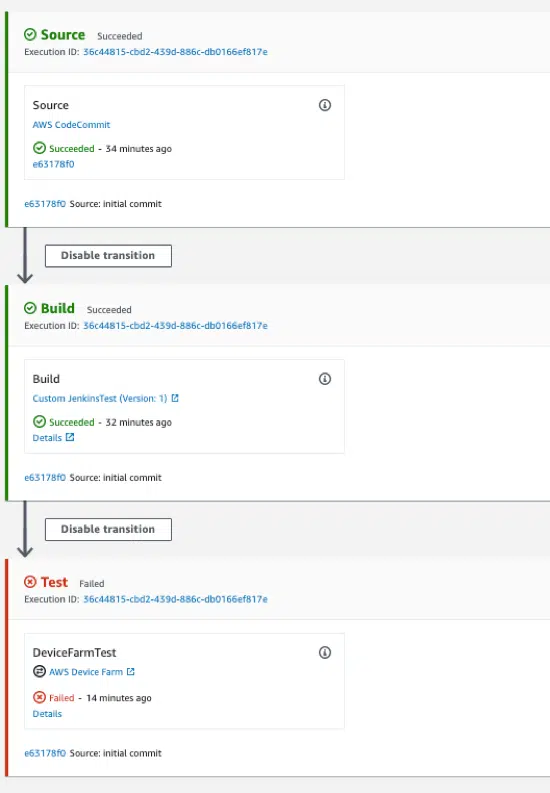 Source Succeeded
Execution ID: 36c44815-cbd2-439d-886c-db0166ef817e
Source
AWS CodeCommit
Succeeded - 34 minutes ago
e63178f0
e63178f0 Source: initial commit
Disable transition
Build Succeeded
Execution ID: 36c44815-cbd2-439d-886c-db0166ef817e
Build
Custom JenkinsTest (Version: 1)
Succeeded - 32 minutes ago
Details
e63178f0 Source: initial commit
Disable transition
Test Failed
Execution ID: 36c44815-cbd2-439d-886c-db0166ef817e
DeviceFarmTest
AWS Device Farm
Failed - 14 minutes ago
Details
e63178f0 Source: initial commit